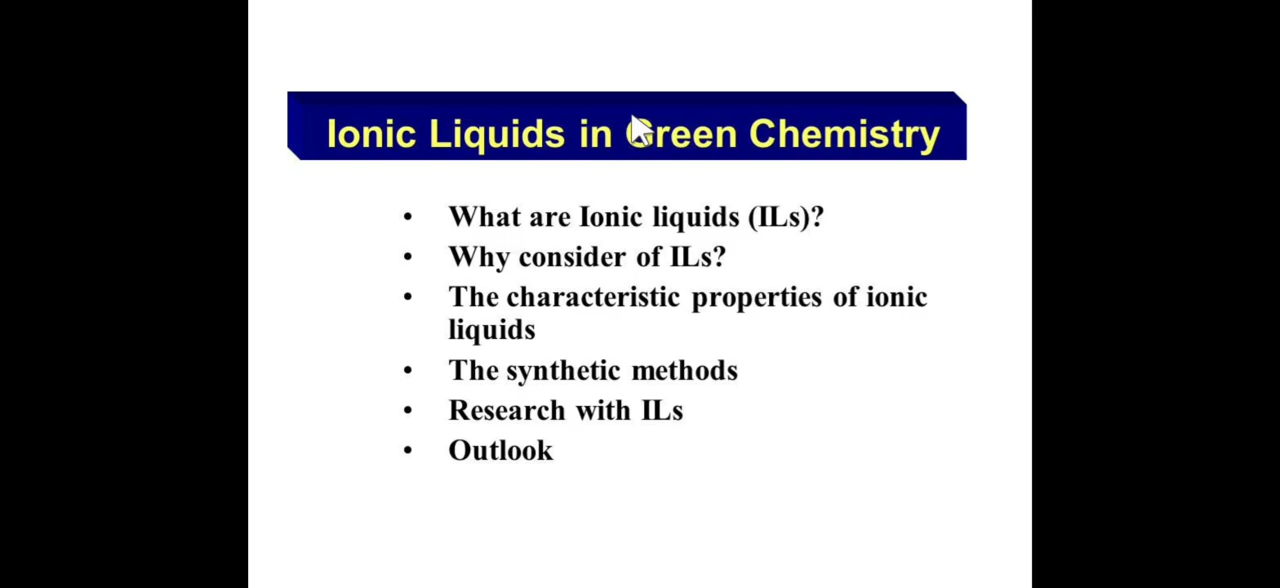 Ionic Liquids in Green Chemistry
• What are Ionic liquids (ILs)?
• Why consider of ILs?
• The characteristic properties of ionic
liquids
• The synthetic methods
• Research with ILs
• Outlook